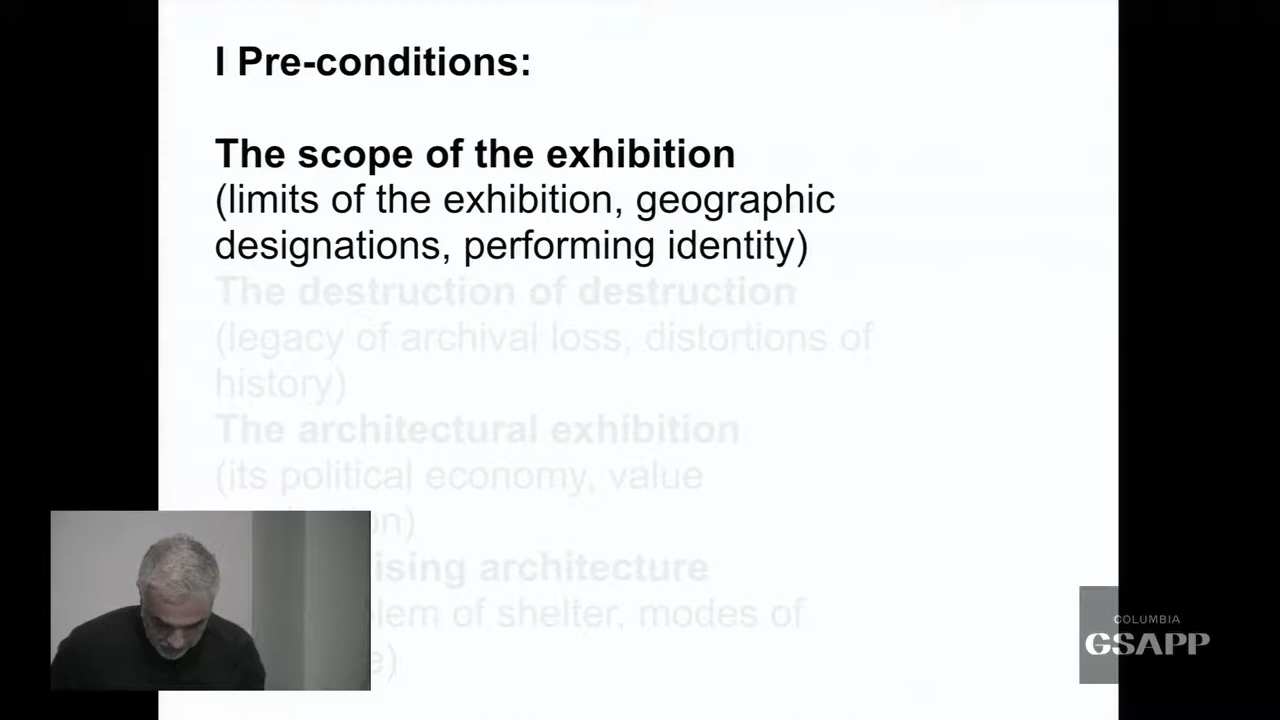 I Pre-conditions:
The scope of the exhibition
(limits of the exhibition, geographic
designations, performing identity)
The destruction of destruction
(legacy of archival loss, distortions of
history)
The architectural exhibition
(its political economy, value
architecture
of shelter, modes of
COLUMBIA
GSAPP